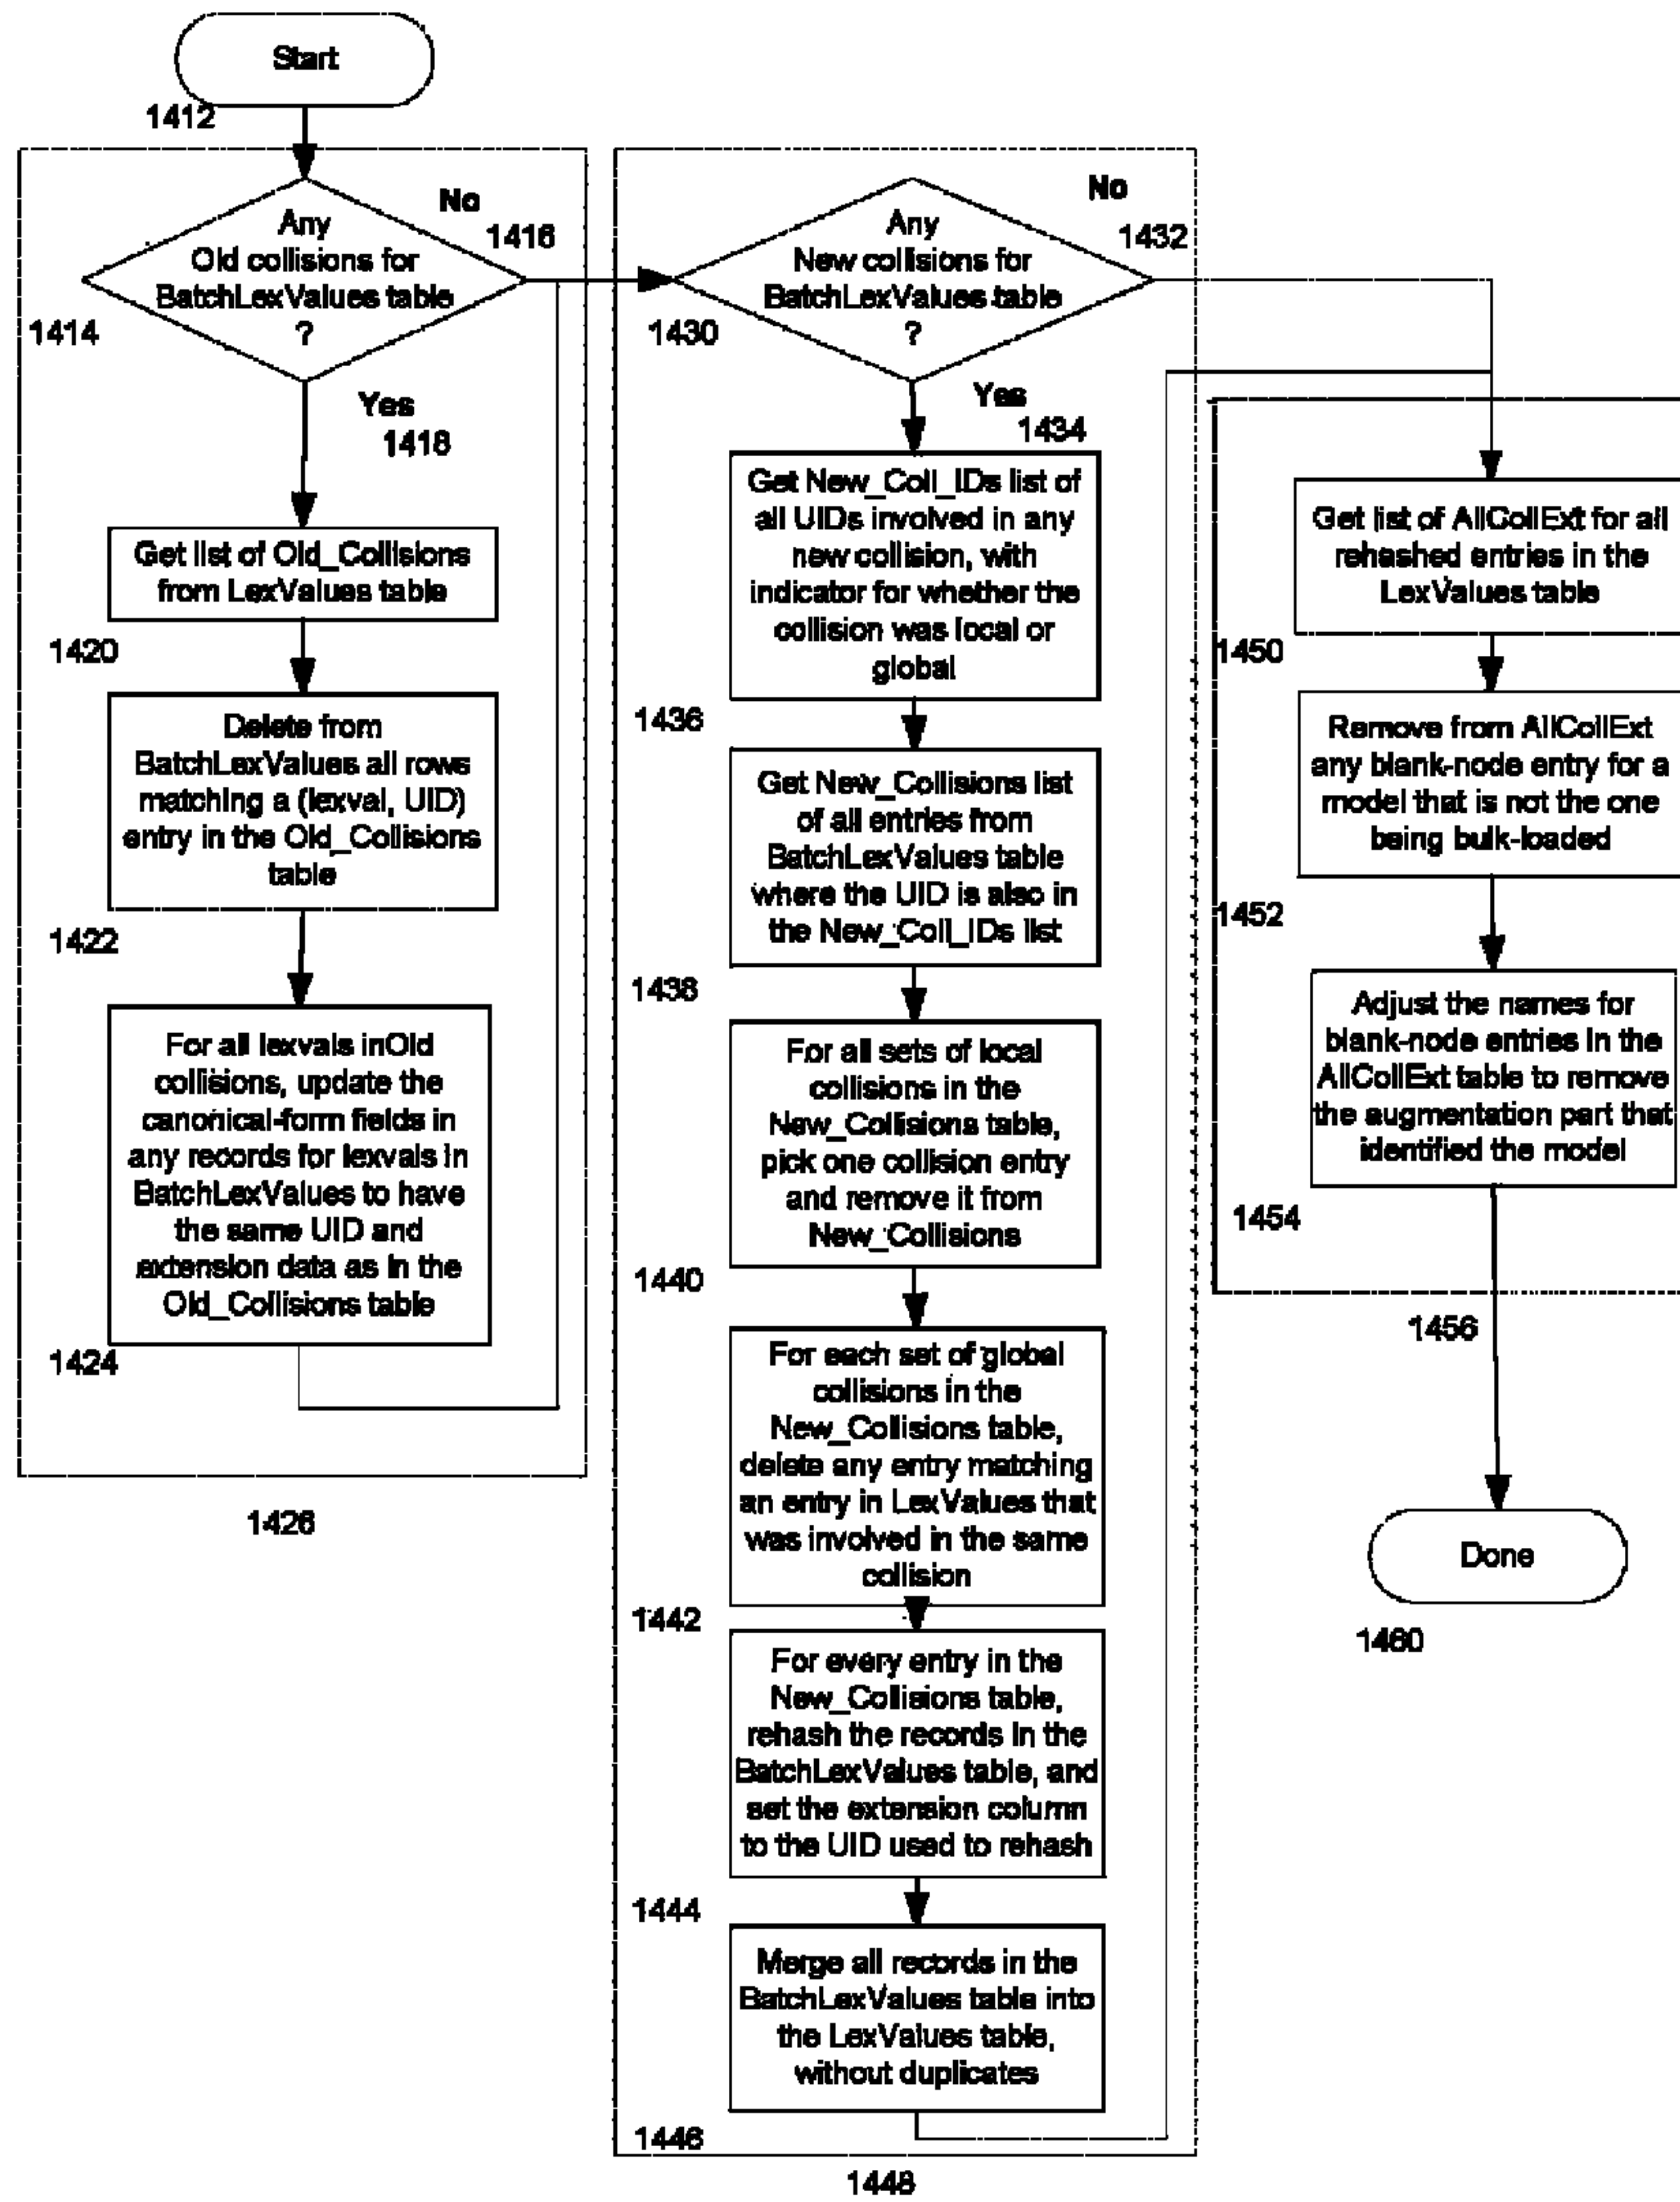 Start
1412
Any
Old collisions for
BatchLexValues table
?
No
1416
1414
Yes
1418
Get list of Old_Collisions
from LexValues table
1420
Delete from
BatchLexValues all rows
matching a (lexval, UID)
entry in the Old_Collisions
table
1422
For all lexvals inOld
collisions, update the
canonical-form fields in
any records for lexvals in
BatchLexValues to have
the same UID and
extension data as in the
Old_Collisions table
1424
1426
Any
New collisions for
BatchLexValues table
?
No
1432
1430
Yes
1434
Get New_Coll_IDs list of
all UIDs involved in any
new collision, with
indicator for whether the
collision was local or
global
1436
Get New_Collisions list
of all entries from
BatchLexValues table
where the UID is also in
the New_Coll_IDs list
1438
For all sets of local
collisions in the
New_Collisions table,
pick one collision entry
and remove it from
New_Collisions
1440
For each set of global
collisions in the
New_Collisions table,
delete any entry matching
an entry in LexValues that
was involved in the same
collision
1442
For every entry in the
New_Collisions table,
rehash the records in the
BatchLexValues table, and
set the extension column
to the UID used to rehash
1444
Merge all records in the
BatchLexValues table into
the LexValues table,
without duplicates
1446
1448
Get list of AllCollExt for all
rehashed entries in the
LexValues table
1450
Remove from AllCollExt
any blank-node entry for a
model that is not the one
being bulk-loaded
1452
Adjust the names for
blank-node entries in the
AllCollExt table to remove
the augmentation part that
identified the model
1454
1456
Done
1460